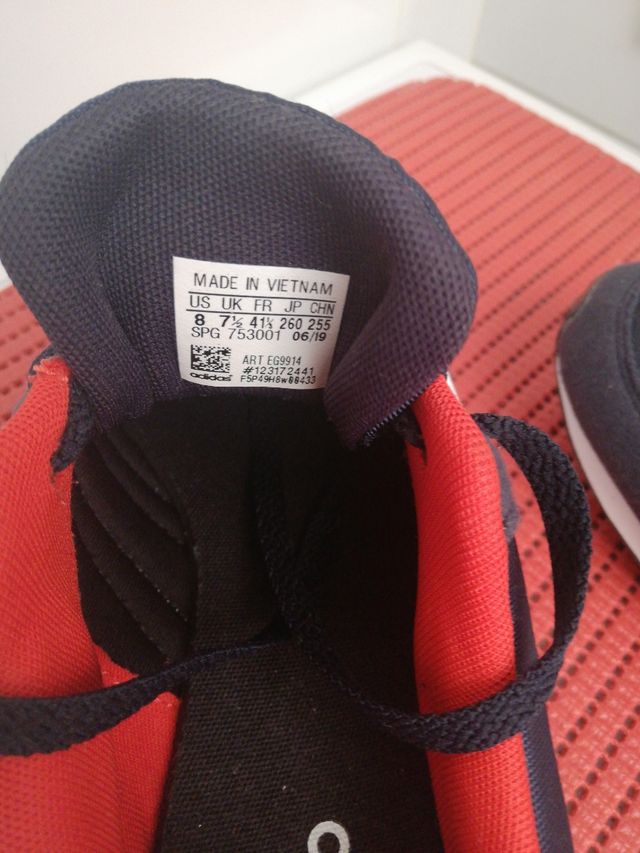 MADE IN VIETNAM
US UK FR JP CHN
8 7½ 41⅓ 260 255
SPG 753001 06/19
ART EG9914
#123172441
adidas F5P49H8w00433